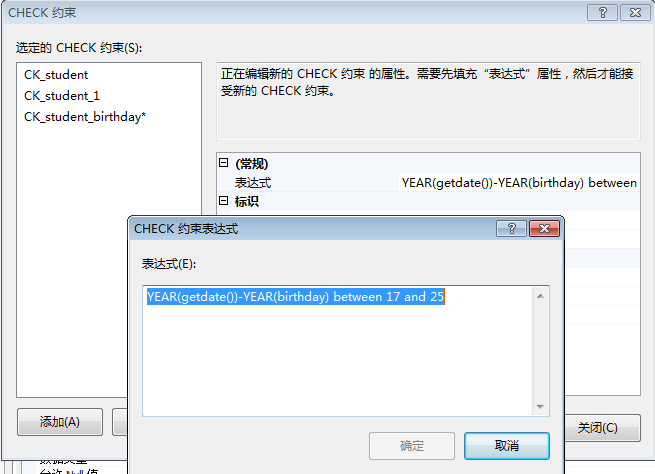 CHECK 约束
选定的 CHECK 约束(S):
CK_student
CK_student_1
CK_student_birthday*
正在编辑新的 CHECK 约束 的属性。需要先填充“表达式”属性，然后才能接
受新的 CHECK 约束。
(常规)
表达式 YEAR(getdate())-YEAR(birthday) between
标识
CHECK 约束表达式
表达式(E):
YEAR(getdate())-YEAR(birthday) between 17 and 25
添加(A)
关闭(C)
确定
取消
允许 Null 值